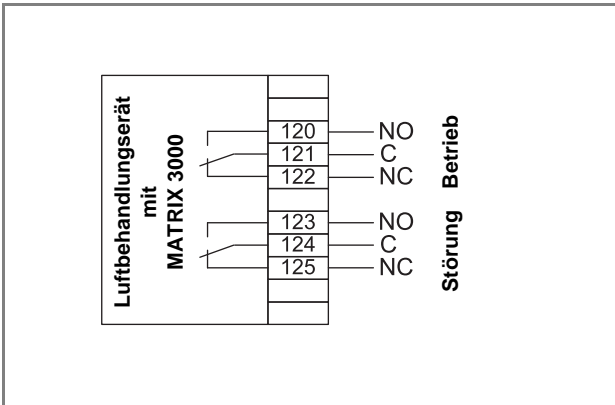 Luftbehandlungserät
mit
MATRIX 3000
120 NO
121 C
122 NC
Betrieb
123 NO
124 C
125 NC
Störung